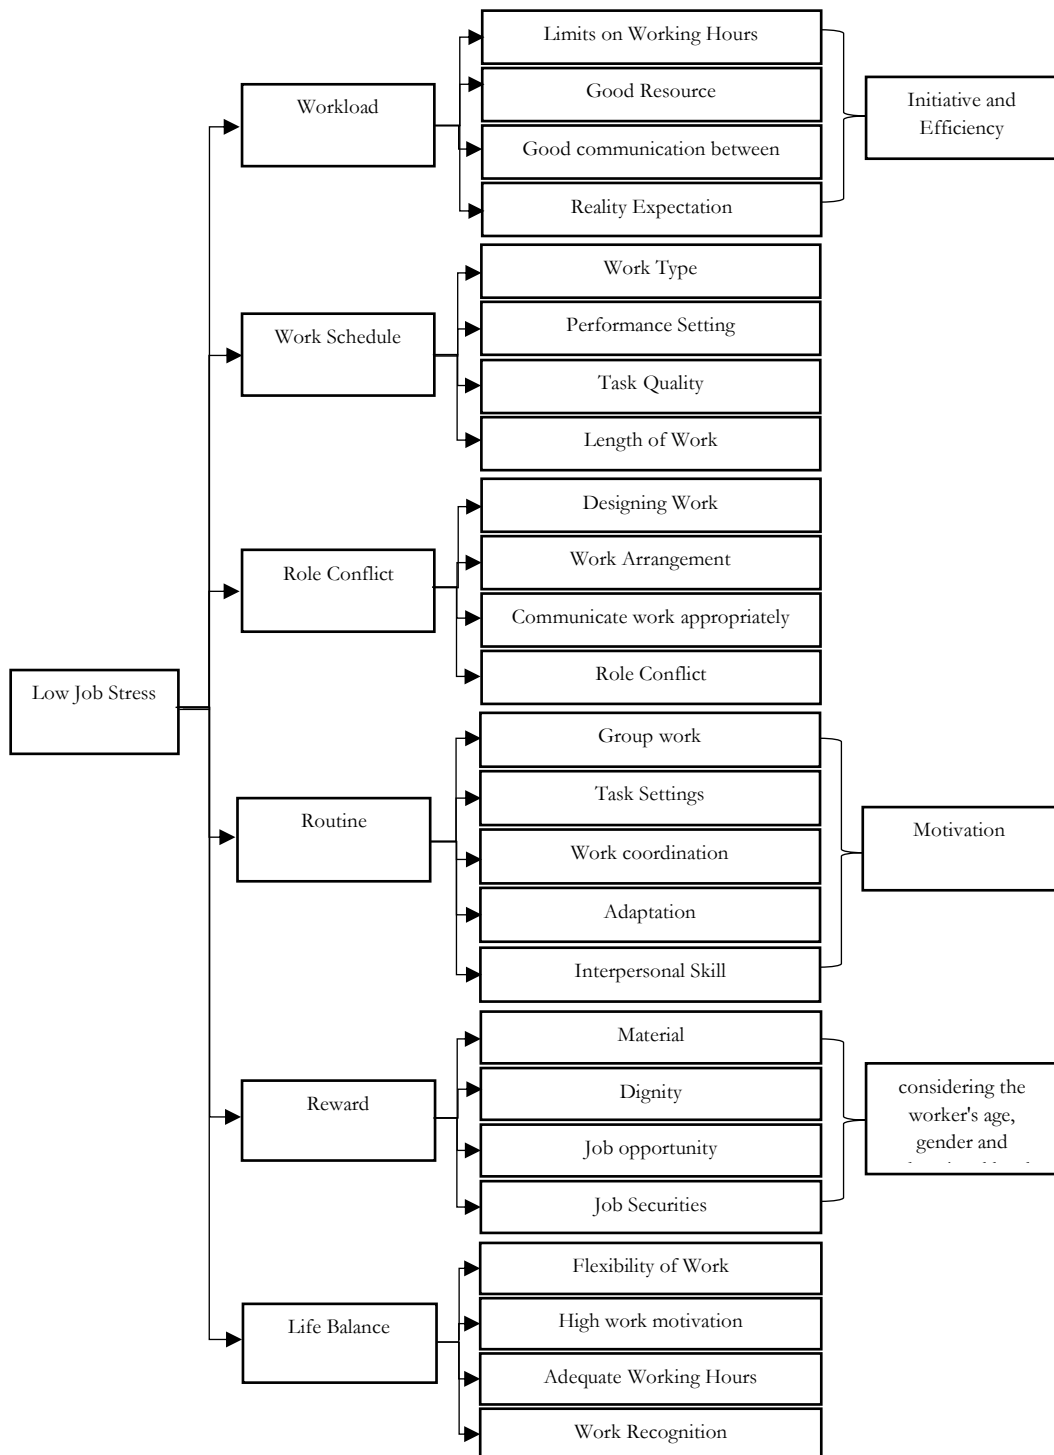 Limits on Working Hours
Good Resource
Good communication between
Reality Expectation
Workload
Initiative and
Efficiency
Work Type
Performance Setting
Task Quality
Length of Work
Work Schedule
Designing Work
Work Arrangement
Communicate work appropriately
Role Conflict
Role Conflict
Low Job Stress
Group work
Task Settings
Work coordination
Adaptation
Interpersonal Skill
Routine
Motivation
Material
Dignity
Job opportunity
Job Securities
Reward
considering the
worker's age,
gender and
Flexibility of Work
High work motivation
Adequate Working Hours
Work Recognition
Life Balance